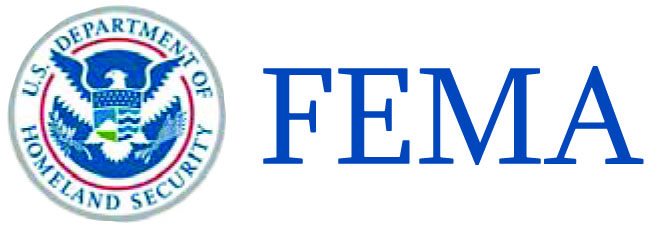 U.S. DEPARTMENT OF
HOMELAND SECURITY
FEMA